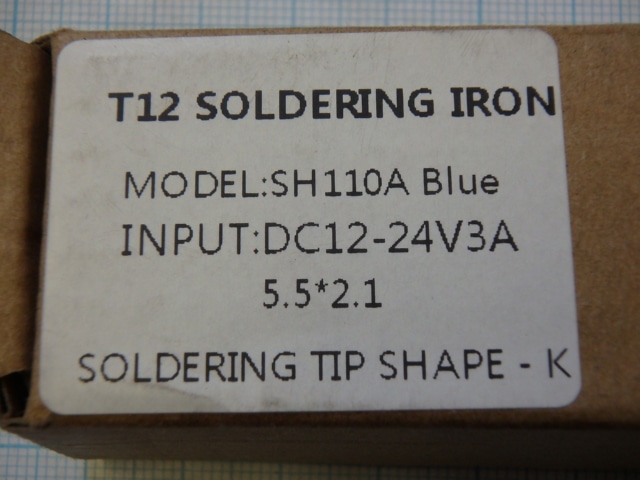 T12 SOLDERING IRON
MODEL:SH110A Blue
INPUT:DC12-24V3A
5.5*2.1
SOLDERING TIP SHAPE - K